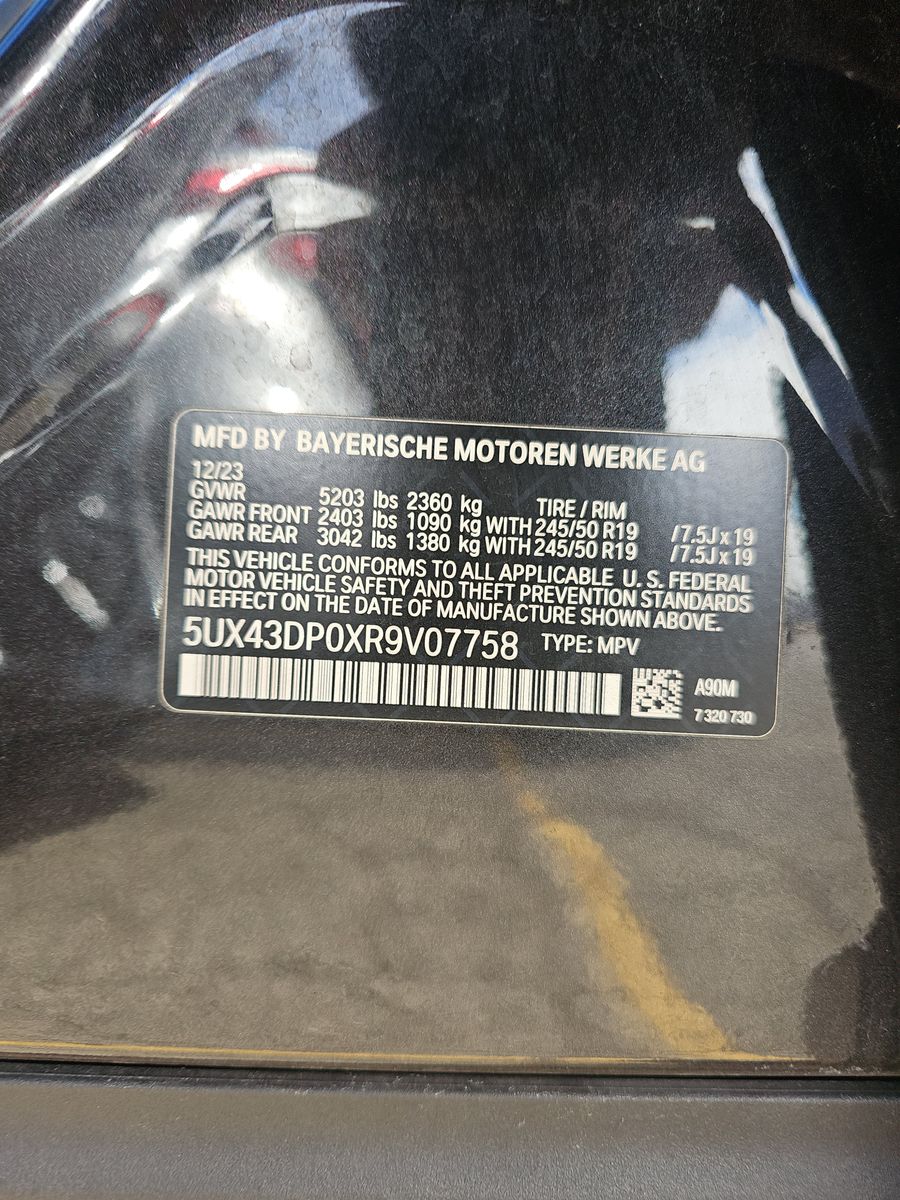 MFD BY BAYERISCHE MOTOREN WERKE AG
12/23
GVWR 5203 lbs 2360 kg TIRE / RIM
GAWR FRONT 2403 lbs 1090 kg WITH 245/50 R19 /7.5J x 19
GAWR REAR 3042 lbs 1380 kg WITH 245/50 R19 /7.5J x 19
THIS VEHICLE CONFORMS TO ALL APPLICABLE U. S. FEDERAL
MOTOR VEHICLE SAFETY AND THEFT PREVENTION STANDARDS
IN EFFECT ON THE DATE OF MANUFACTURE SHOWN ABOVE.
5UX43DP0XR9V07758 TYPE: MPV
A90M
7 320 730